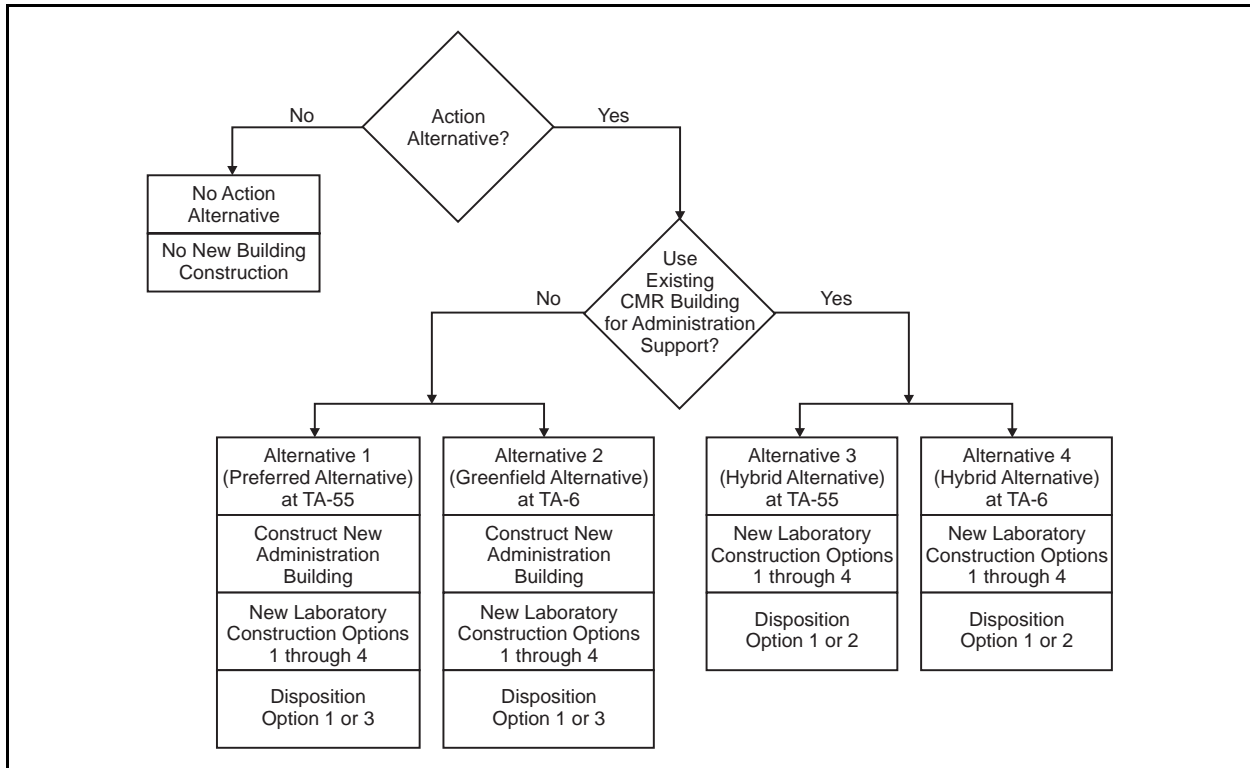 Action
Alternative?
No
Yes
No Action
Alternative
No New Building
Construction
Use
Existing
CMR Building
for Administration
Support?
No
Yes
Alternative 1
(Preferred Alternative)
at TA-55
Construct New
Administration
Building
New Laboratory
Construction Options
1 through 4
Disposition
Option 1 or 3
Alternative 2
(Greenfield Alternative)
at TA-6
Construct New
Administration
Building
New Laboratory
Construction Options
1 through 4
Disposition
Option 1 or 3
Alternative 3
(Hybrid Alternative)
at TA-55
New Laboratory
Construction Options
1 through 4
Disposition
Option 1 or 2
Alternative 4
(Hybrid Alternative)
at TA-6
New Laboratory
Construction Options
1 through 4
Disposition
Option 1 or 2